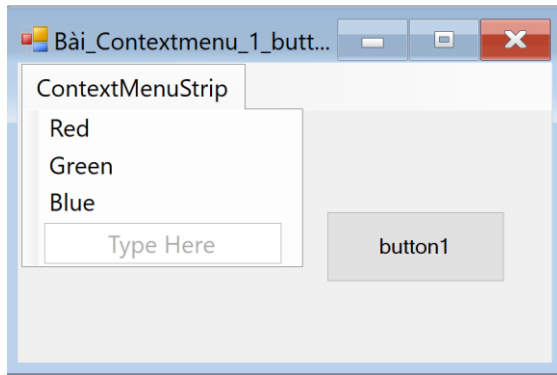 Bài_Contextmenu_1_butt...
ContextMenuStrip
Red
Green
Blue
Type Here
button1